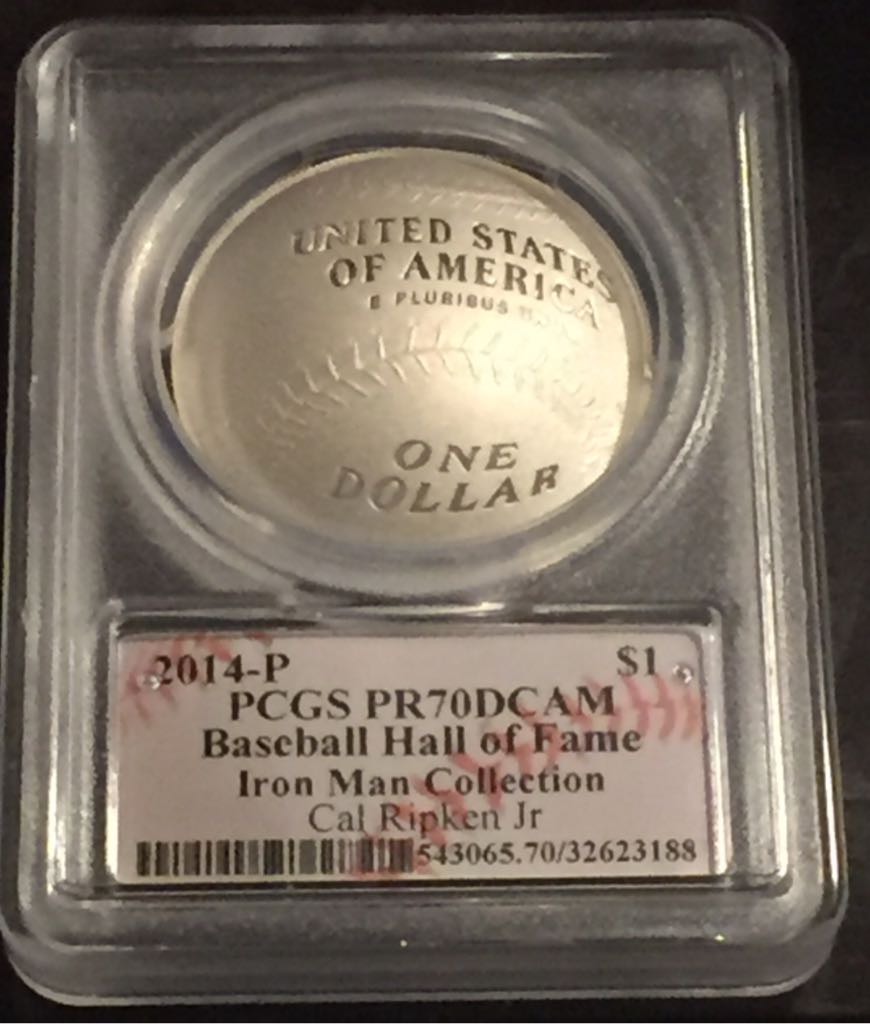 UNITED STATES
OF AMERICA
E PLURIBUS
ONE
DOLLAR
2014-P $1
PCGS PR70DCAM
Baseball Hall of Fame
Iron Man Collection
Cal Ripken Jr
543065.70/32623188